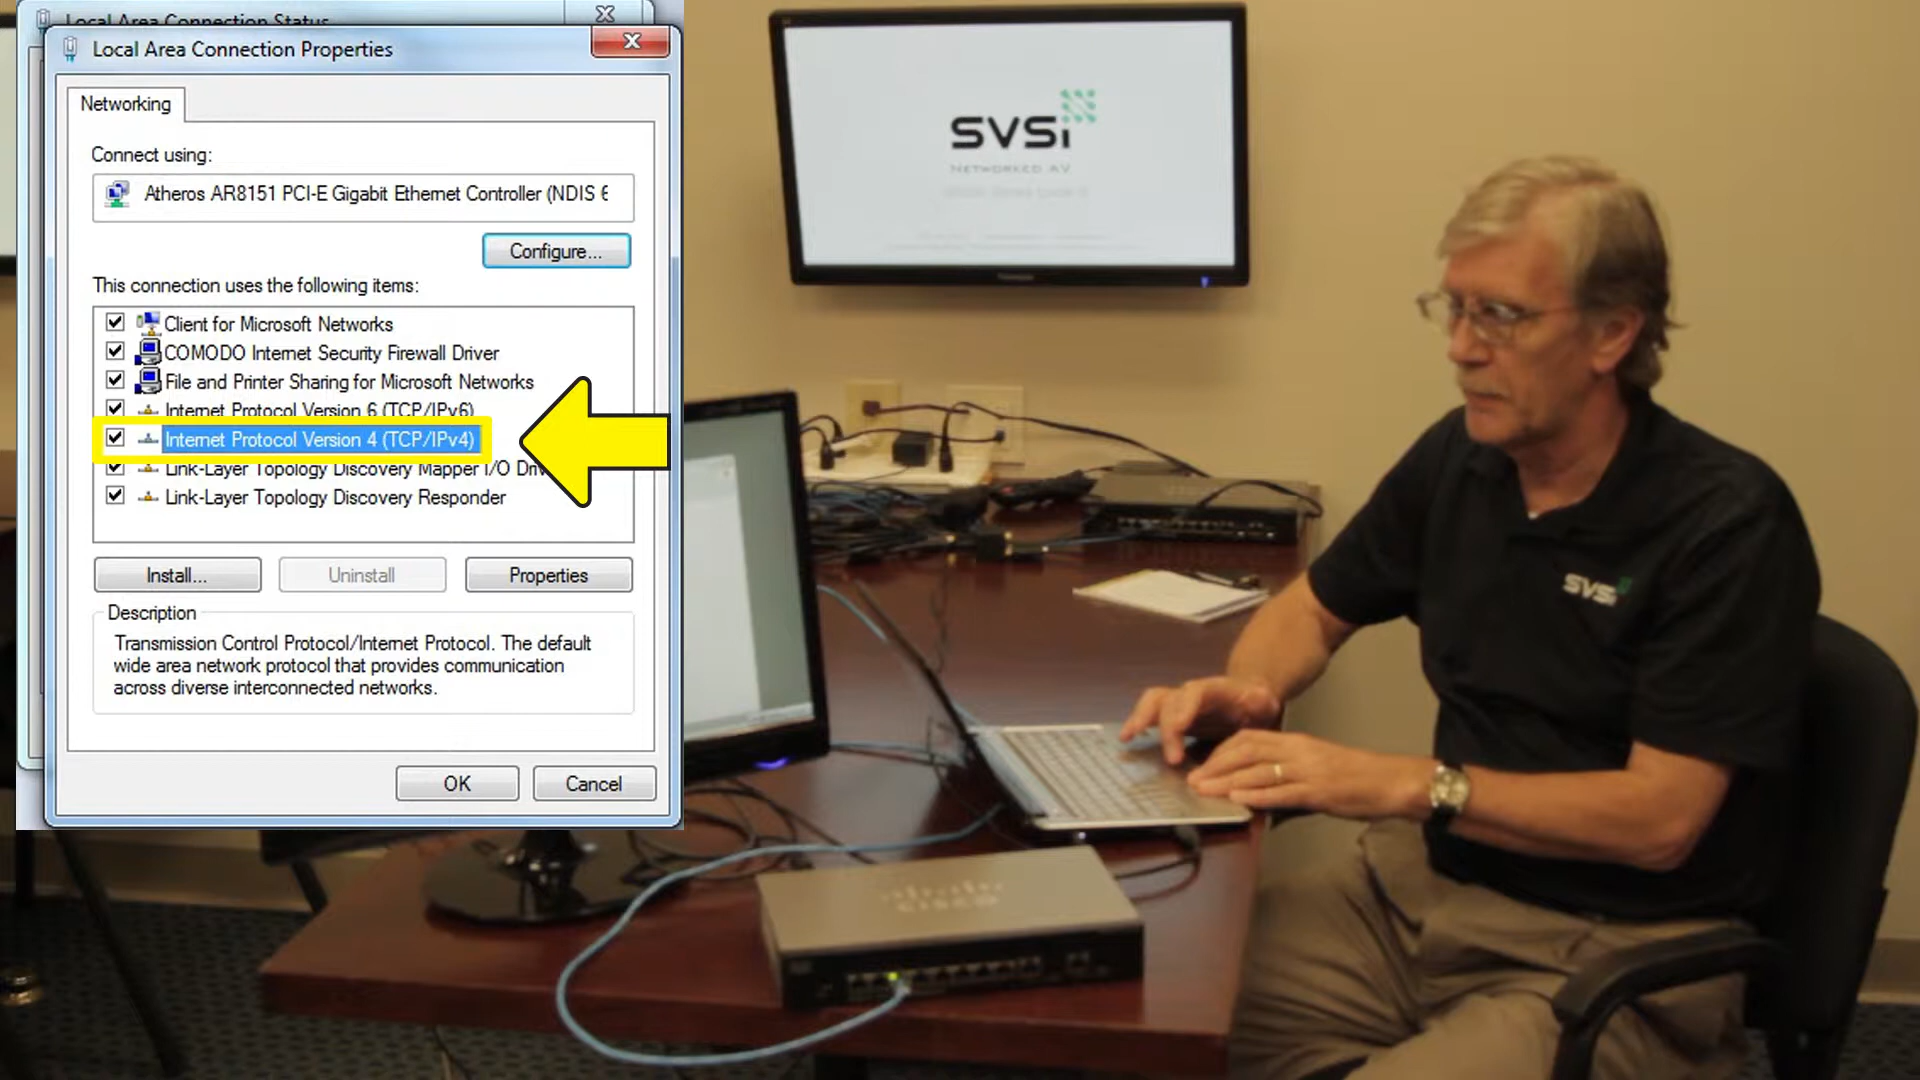 Local Area Connection Status
Local Area Connection Properties
Networking
Connect using:
Atheros AR8151 PCI-E Gigabit Ethernet Controller (NDIS 6
Configure...
This connection uses the following items:
Client for Microsoft Networks
COMODO Internet Security Firewall Driver
File and Printer Sharing for Microsoft Networks
Internet Protocol Version 6 (TCP/IPv6)
Internet Protocol Version 4 (TCP/IPv4)
Link-Layer Topology Discovery Mapper I/O Driv
Link-Layer Topology Discovery Responder
Install...
Uninstall
Properties
Description
Transmission Control Protocol/Internet Protocol. The default
wide area network protocol that provides communication
across diverse interconnected networks.
OK
Cancel
SVSi
NETWORKED AV
SVSi
CISCO